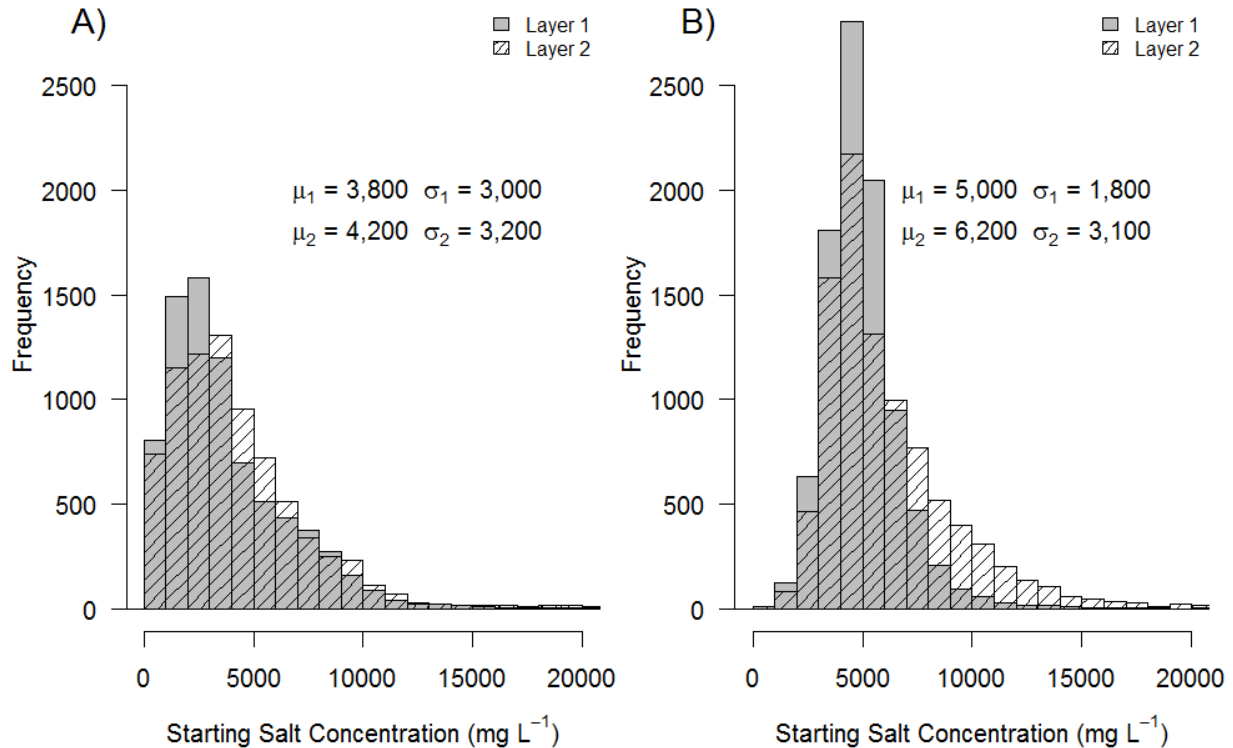 A)
Layer 1
Layer 2
2500
2000
1500
1000
500
0
Frequency
μ1 = 3,800 σ1 = 3,000
μ2 = 4,200 σ2 = 3,200
0 5000 10000 15000 20000
Starting Salt Concentration (mg L⁻¹)
B)
Layer 1
Layer 2
2500
2000
1500
1000
500
0
Frequency
μ1 = 5,000 σ1 = 1,800
μ2 = 6,200 σ2 = 3,100
0 5000 10000 15000 20000
Starting Salt Concentration (mg L⁻¹)